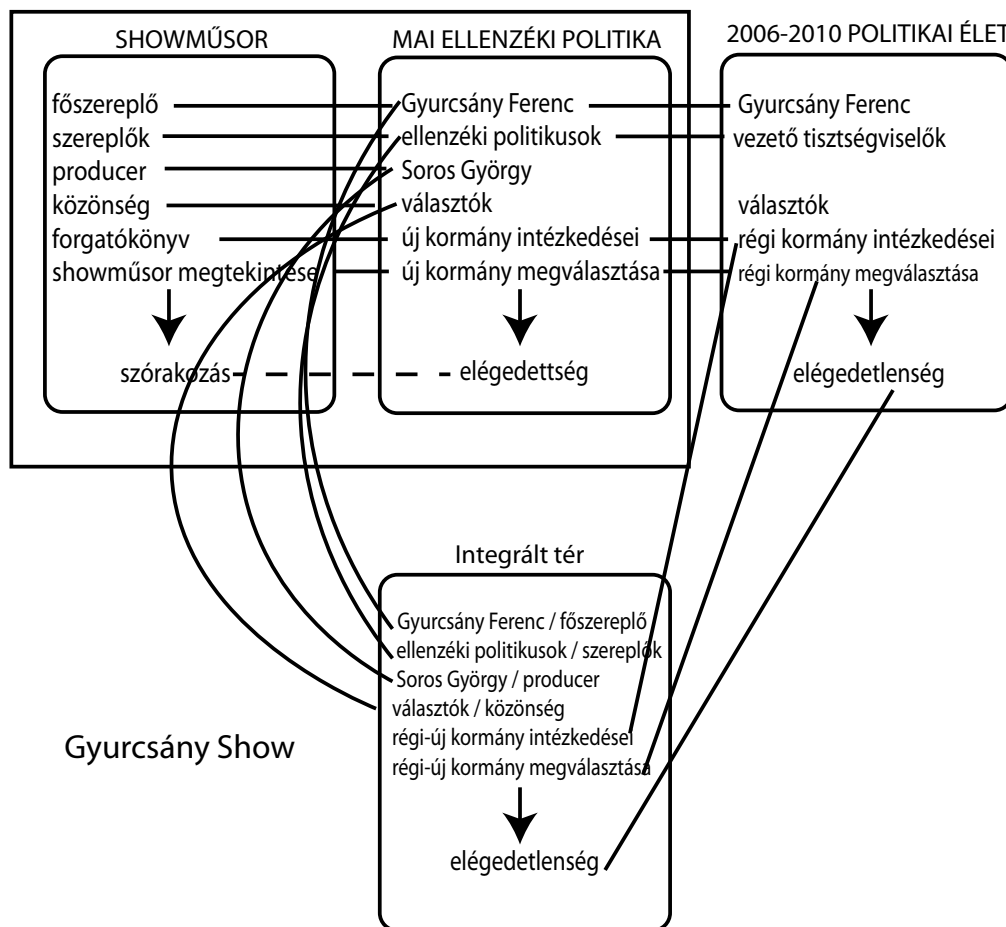 SHOWMŰSOR
főszereplő
szereplők
producer
közönség
forgatókönyv
showműsor megtekintése
szórakozás
MAI ELLENZÉKI POLITIKA
Gyurcsány Ferenc
ellenzéki politikusok
Soros György
választók
új kormány intézkedései
új kormány megválasztása
elégedettség
2006-2010 POLITIKAI ÉLET
Gyurcsány Ferenc
vezető tisztségviselők
választók
régi kormány intézkedései
régi kormány megválasztása
elégedetlenség
Integrált tér
Gyurcsány Ferenc / főszereplő
ellenzéki politikusok / szereplők
Soros György / producer
választók / közönség
régi-új kormány intézkedései
régi-új kormány megválasztása
elégedetlenség
Gyurcsány Show